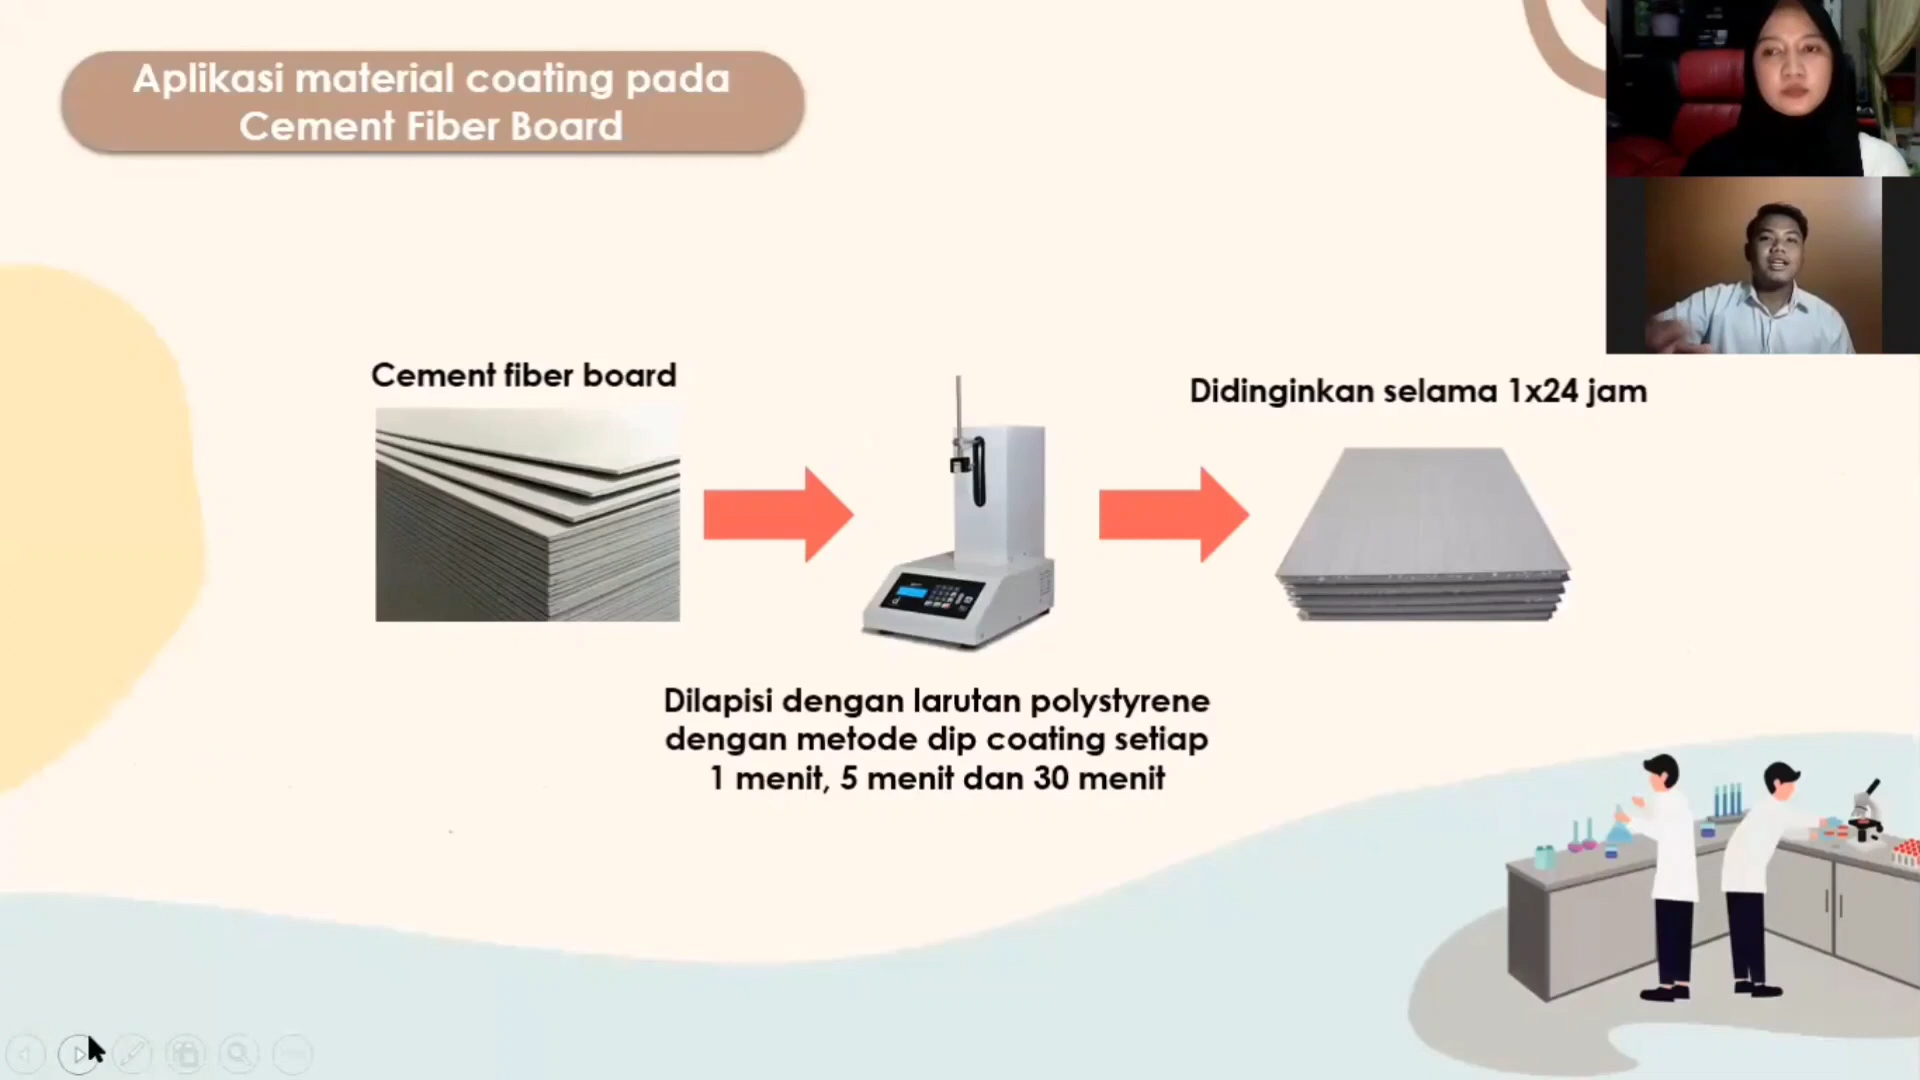 Aplikasi material coating pada
Cement Fiber Board
Cement fiber board
Didinginkan selama 1x24 jam
Dilapisi dengan larutan polystyrene
dengan metode dip coating setiap
1 menit, 5 menit dan 30 menit